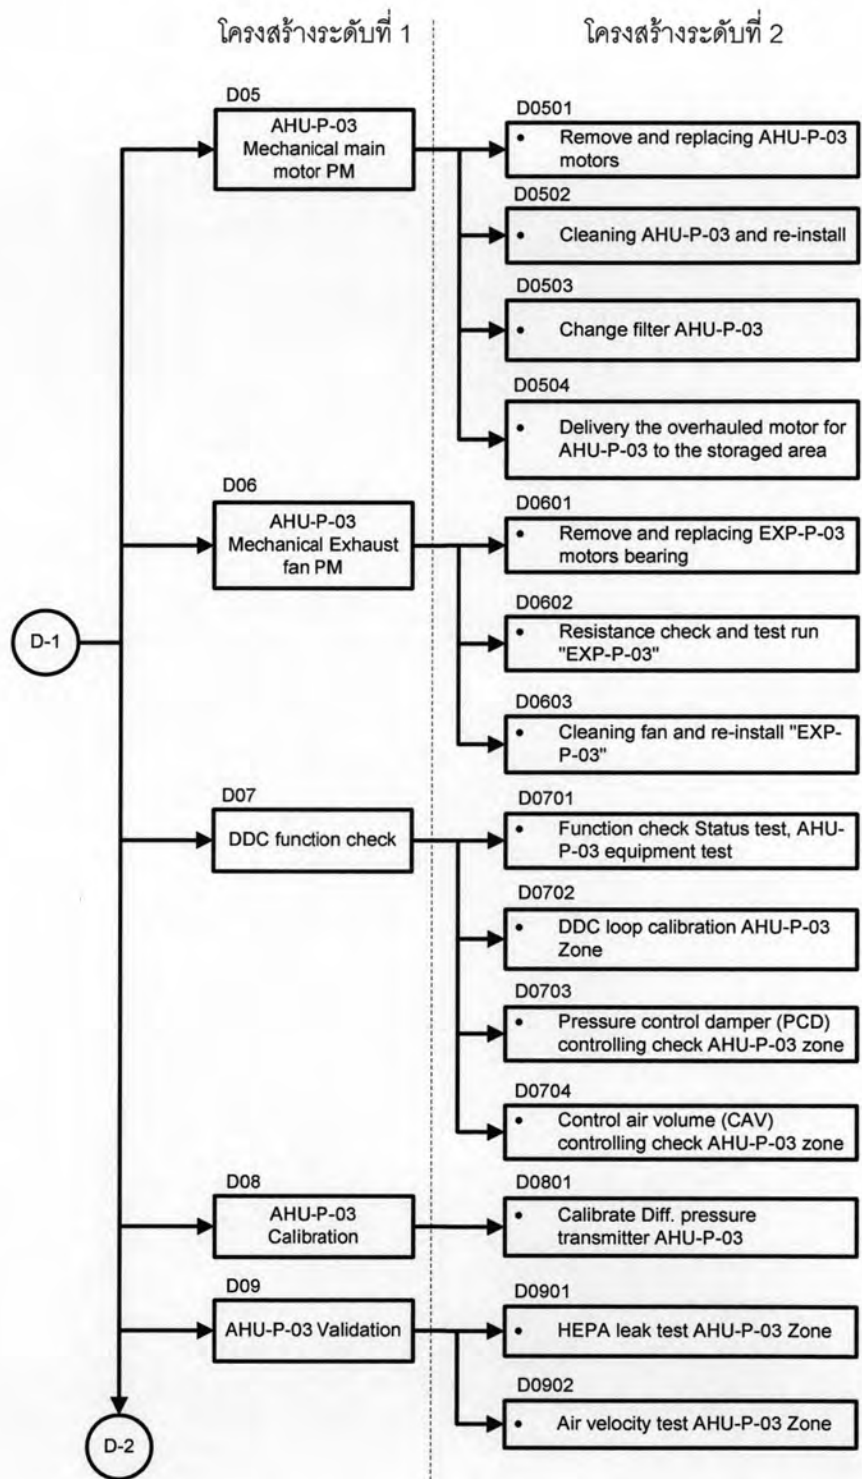 โครงสร้างระดับที่ 1
โครงสร้างระดับที่ 2
D05
AHU-P-03
Mechanical main
motor PM
D0501
• Remove and replacing AHU-P-03
motors
D0502
• Cleaning AHU-P-03 and re-install
D0503
• Change filter AHU-P-03
D0504
• Delivery the overhauled motor for
AHU-P-03 to the storaged area
D06
AHU-P-03
Mechanical Exhaust
fan PM
D0601
• Remove and replacing EXP-P-03
motors bearing
D0602
• Resistance check and test run
"EXP-P-03"
D0603
• Cleaning fan and re-install "EXP-
P-03"
D-1
D07
DDC function check
D0701
• Function check Status test, AHU-
P-03 equipment test
D0702
• DDC loop calibration AHU-P-03
Zone
D0703
• Pressure control damper (PCD)
controlling check AHU-P-03 zone
D0704
• Control air volume (CAV)
controlling check AHU-P-03 zone
D08
AHU-P-03
Calibration
D0801
• Calibrate Diff. pressure
transmitter AHU-P-03
D09
AHU-P-03 Validation
D0901
• HEPA leak test AHU-P-03 Zone
D0902
• Air velocity test AHU-P-03 Zone
D-2